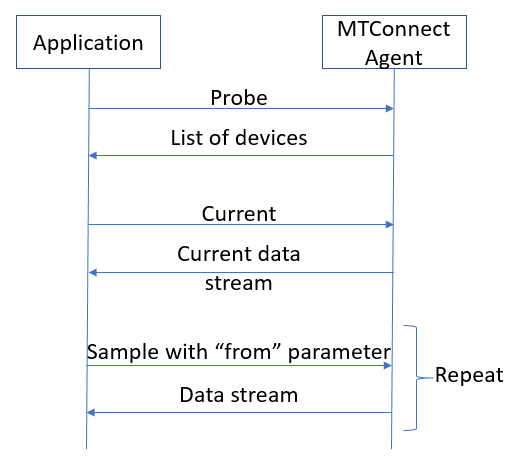 Application
MTConnect
Agent
Probe
List of devices
Current
Current data
stream
Sample with “from” parameter
Repeat
Data stream